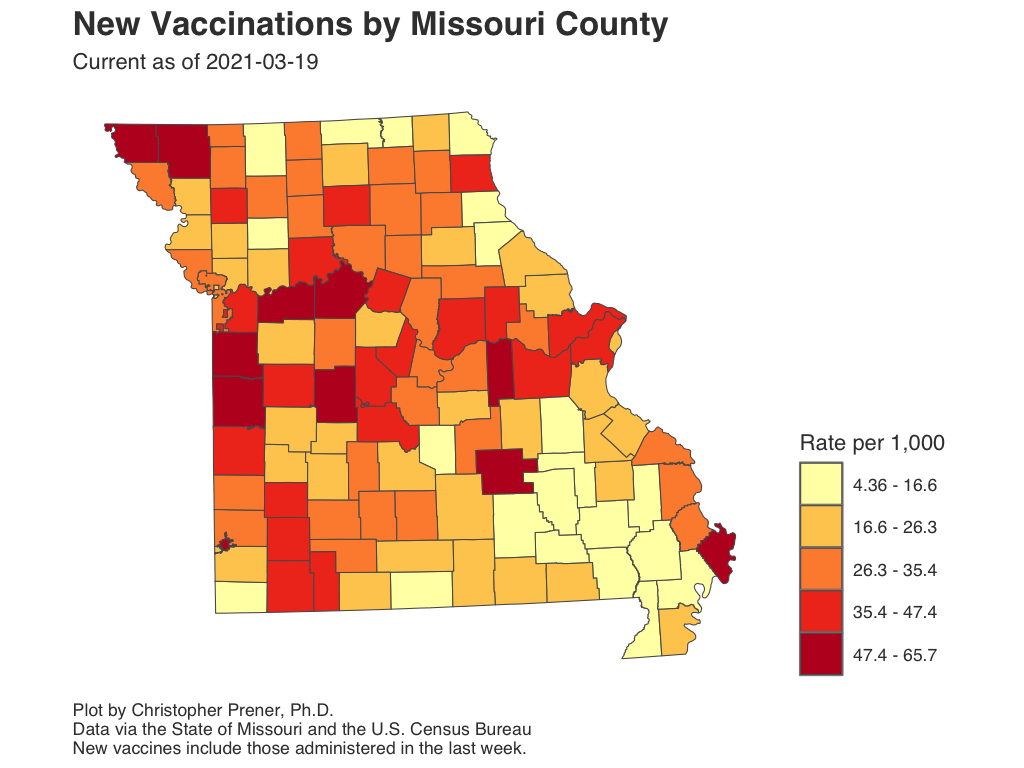 New Vaccinations by Missouri County
Current as of 2021-03-19
Rate per 1,000
4.36 - 16.6
16.6 - 26.3
26.3 - 35.4
35.4 - 47.4
47.4 - 65.7
Plot by Christopher Prener, Ph.D.
Data via the State of Missouri and the U.S. Census Bureau
New vaccines include those administered in the last week.